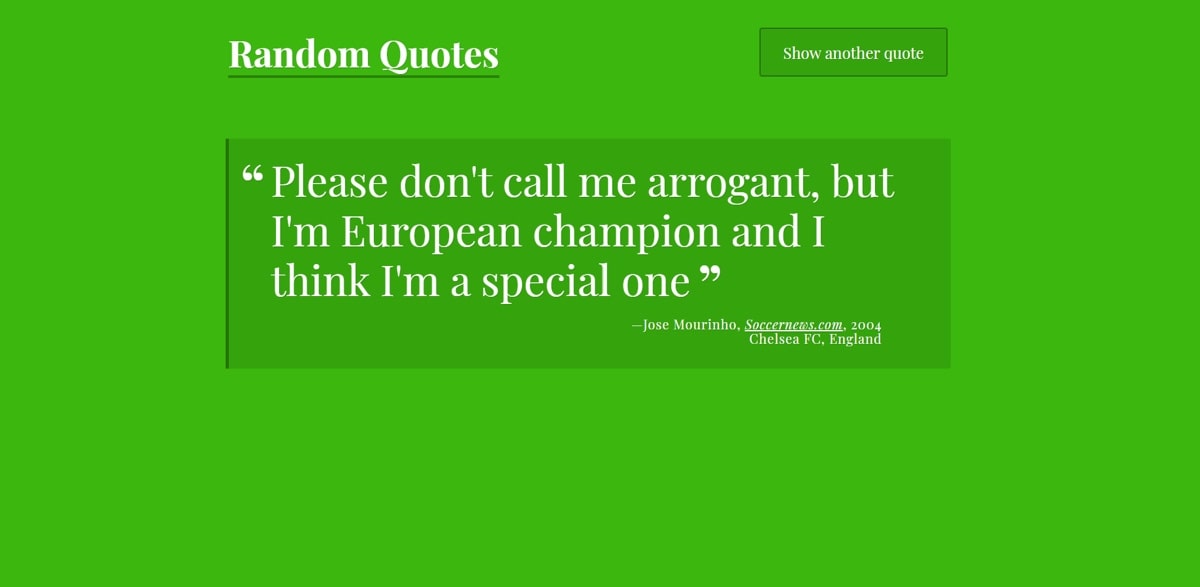 Random Quotes
Show another quote
“ Please don't call me arrogant, but
I'm European champion and I
think I'm a special one ”
—Jose Mourinho, Soccernews.com, 2004
Chelsea FC, England